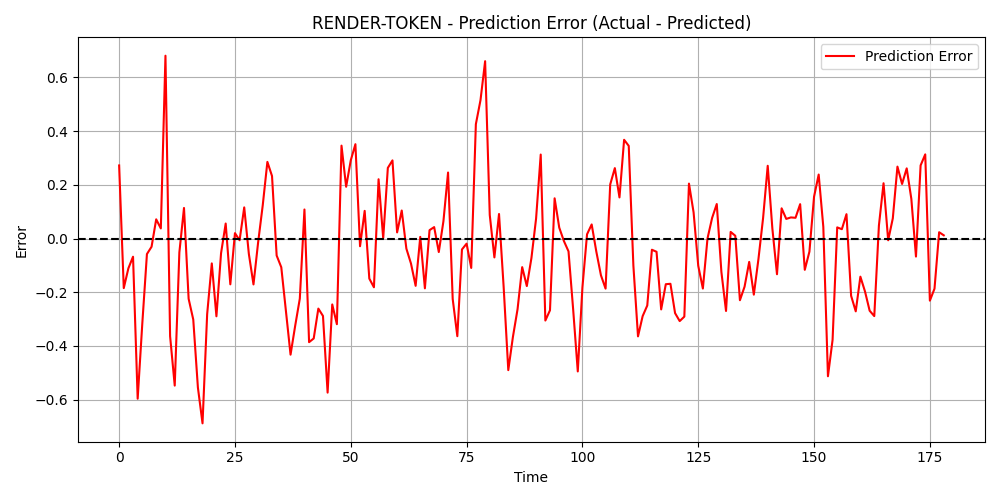 RENDER-TOKEN - Prediction Error (Actual - Predicted)
Prediction Error
Error
0.6
0.4
0.2
0.0
−0.2
−0.4
−0.6
0 25 50 75 100 125 150 175
Time